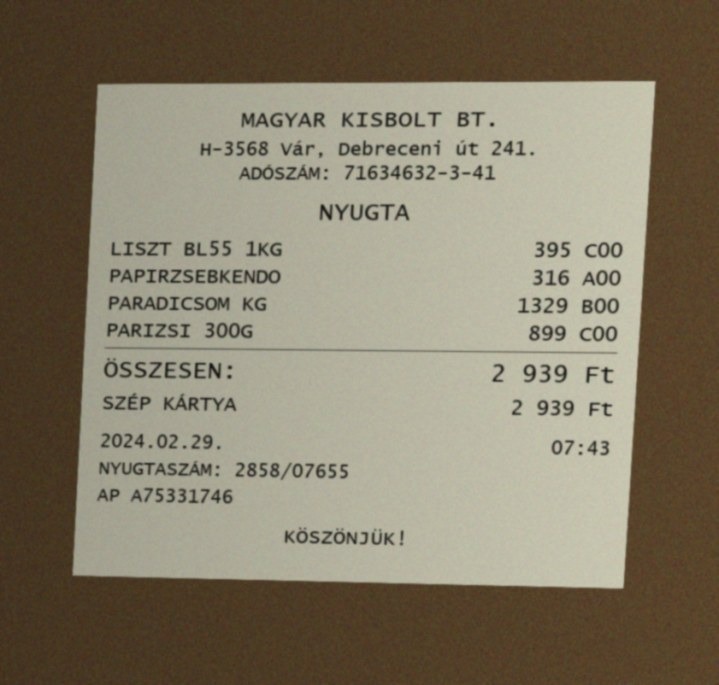 MAGYAR KISBOLT BT.
H-3568 Vár, Debreceni út 241.
ADÓSZÁM: 71634632-3-41
NYUGTA
LISZT BL55 1KG 395 C00
PAPIRZSEBKENDO 316 A00
PARADICSOM KG 1329 B00
PARIZSI 300G 899 C00
ÖSSZESEN: 2 939 Ft
SZÉP KÁRTYA 2 939 Ft
2024.02.29. 07:43
NYUGTASZÁM: 2858/07655
AP A75331746
KÖSZÖNJÜK!